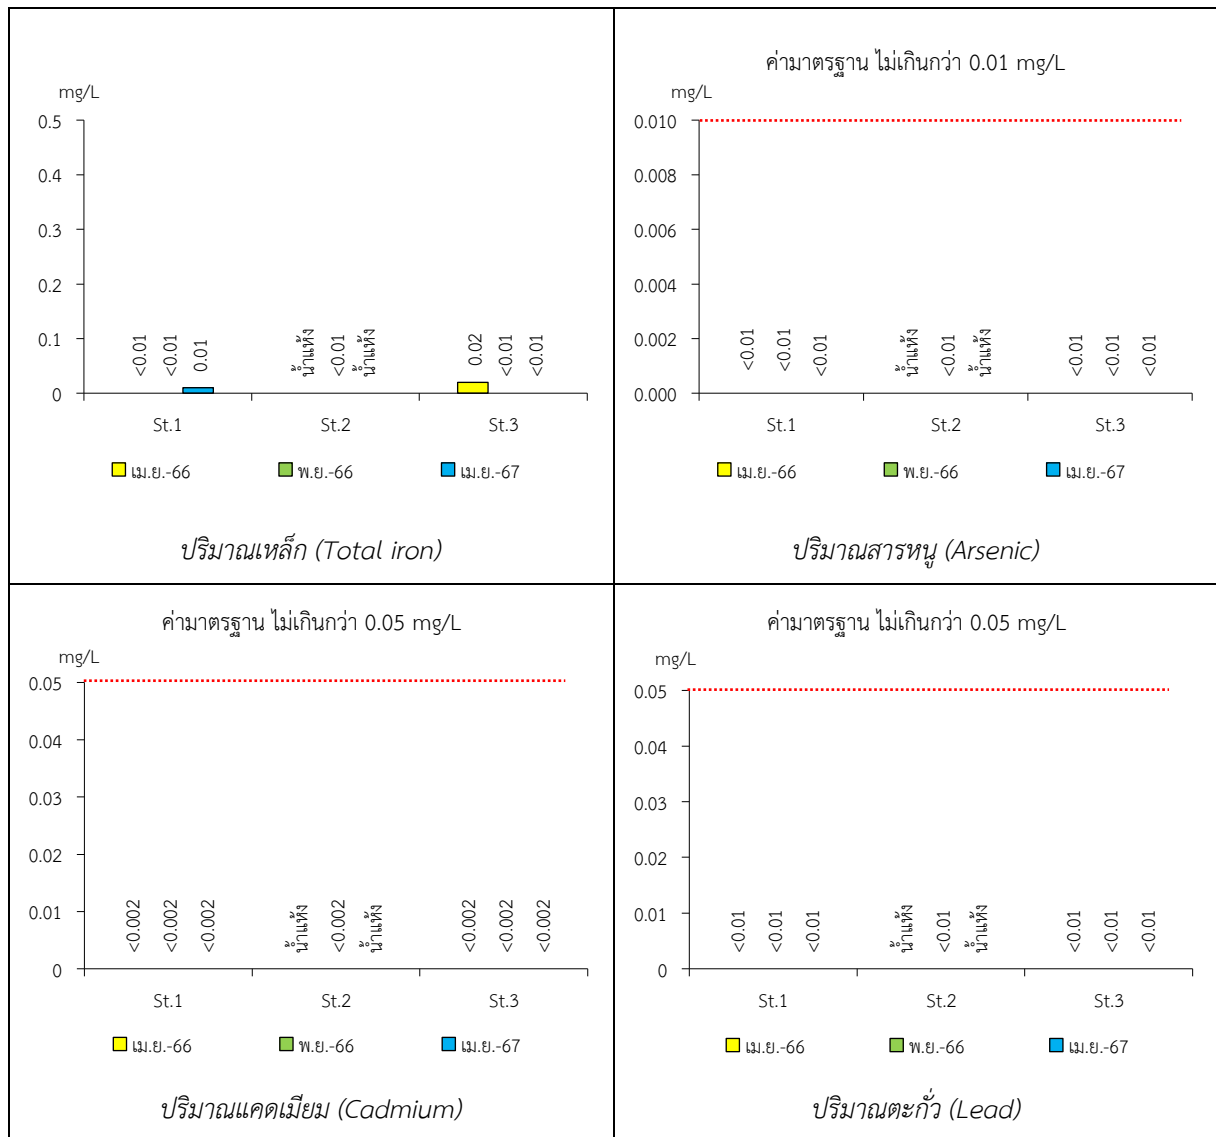 mg/L
0.5
0.4
0.3
0.2
0.1
0
<0.01
<0.01
0.01
น้ำแห้ง
<0.01
น้ำแห้ง
0.02
<0.01
<0.01
St.1 St.2 St.3
เม.ย.-66 พ.ย.-66 เม.ย.-67
ปริมาณเหล็ก (Total iron)
ค่ามาตรฐาน ไม่เกินกว่า 0.01 mg/L
mg/L
0.010
0.008
0.006
0.004
0.002
0.000
<0.01
<0.01
<0.01
น้ำแห้ง
<0.01
น้ำแห้ง
<0.01
<0.01
<0.01
St.1 St.2 St.3
เม.ย.-66 พ.ย.-66 เม.ย.-67
ปริมาณสารหนู (Arsenic)
ค่ามาตรฐาน ไม่เกินกว่า 0.05 mg/L
mg/L
0.05
0.04
0.03
0.02
0.01
0
<0.002
<0.002
<0.002
น้ำแห้ง
<0.002
น้ำแห้ง
<0.002
<0.002
<0.002
St.1 St.2 St.3
เม.ย.-66 พ.ย.-66 เม.ย.-67
ปริมาณแคดเมียม (Cadmium)
ค่ามาตรฐาน ไม่เกินกว่า 0.05 mg/L
mg/L
0.05
0.04
0.03
0.02
0.01
0
<0.01
<0.01
<0.01
น้ำแห้ง
<0.01
น้ำแห้ง
<0.01
<0.01
<0.01
St.1 St.2 St.3
เม.ย.-66 พ.ย.-66 เม.ย.-67
ปริมาณตะกั่ว (Lead)